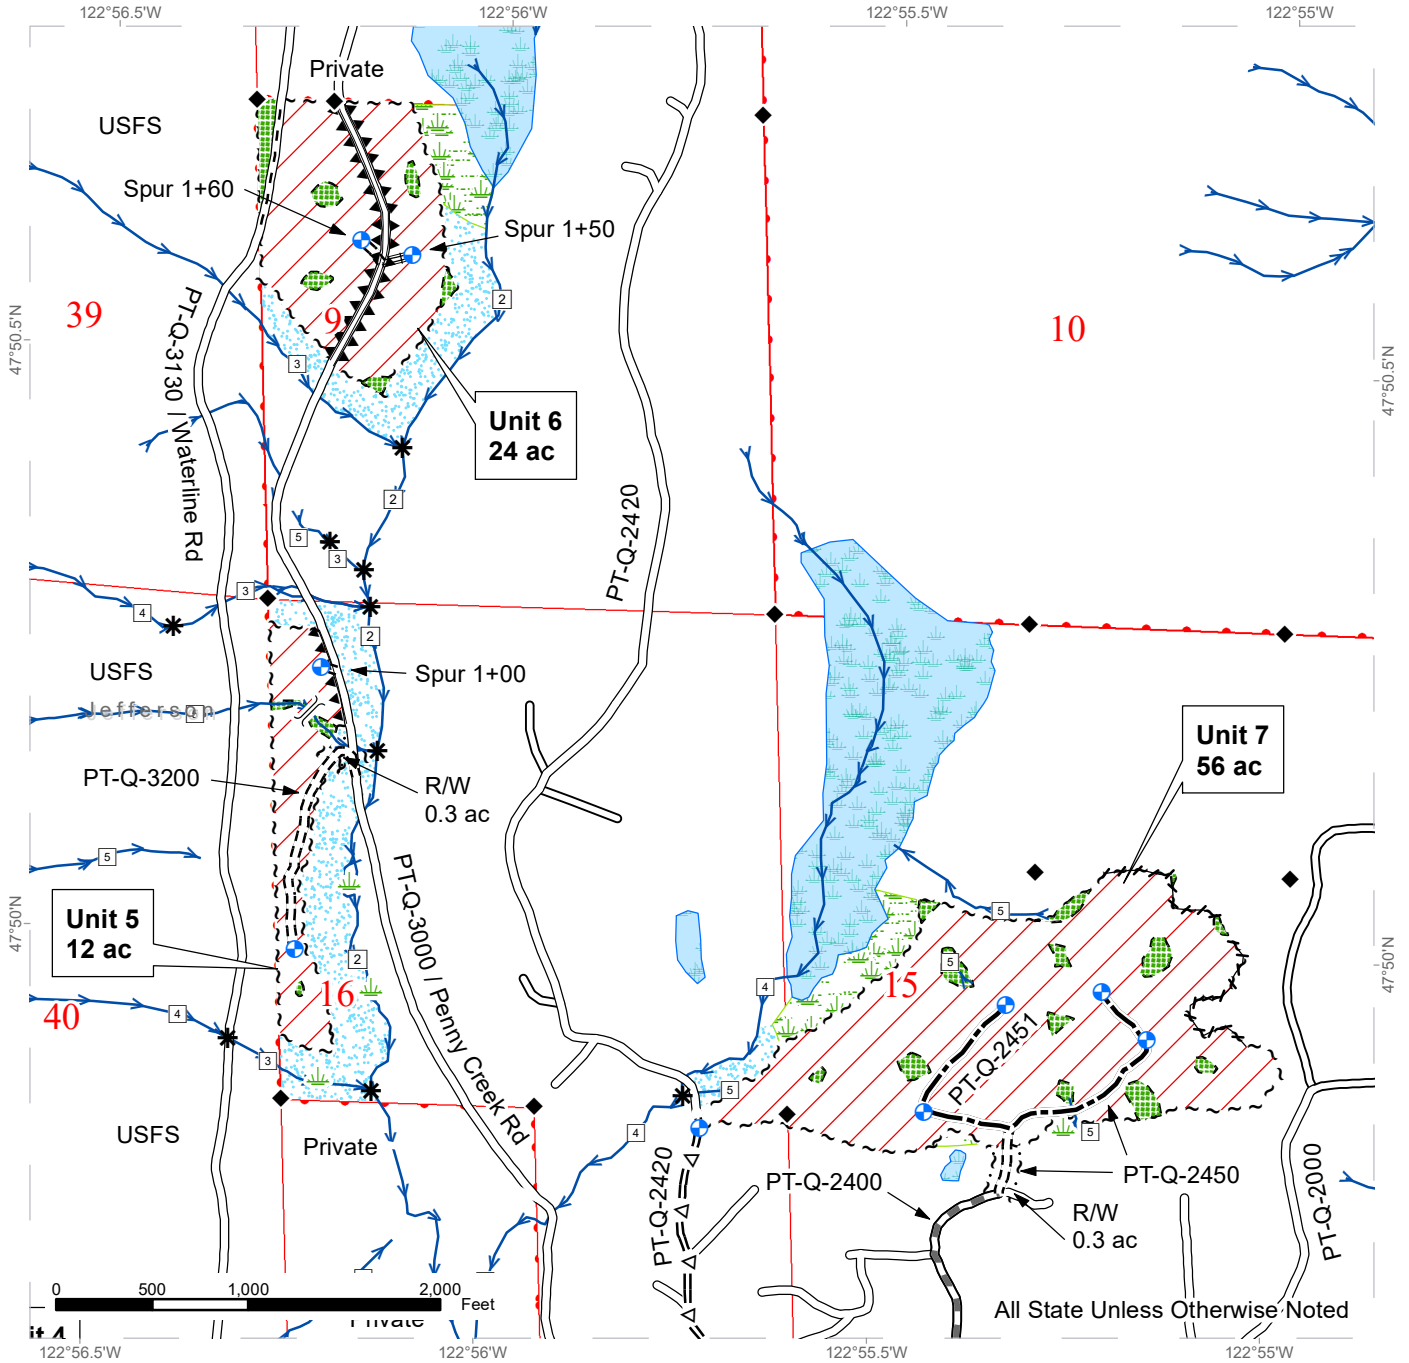 122°56.5'W
122°56'W
122°55.5'W
122°55'W
Private
USFS
Spur 1+60
Spur 1+50
39
9
10
2
3
47°50.5'N
47°50.5'N
PT-Q-3130 / Waterline Rd
Unit 6
24 ac
2
PT-Q-2420
5
3
3
4
2
USFS
Spur 1+00
Jefferson
5
PT-Q-3200
R/W
0.3 ac
Unit 7
56 ac
5
PT-Q-3000 / Penny Creek Rd
Unit 5
12 ac
5
47°50'N
47°50'N
2
5
4
16
15
40
4
3
PT-Q-2451
5
4
5
USFS
Private
PT-Q-2420
PT-Q-2400
PT-Q-2450
PT-Q-2000
R/W
0.3 ac
0
500
1,000
2,000
Feet
All State Unless Otherwise Noted
Private
it 4
122°56.5'W
122°56'W
122°55.5'W
122°55'W